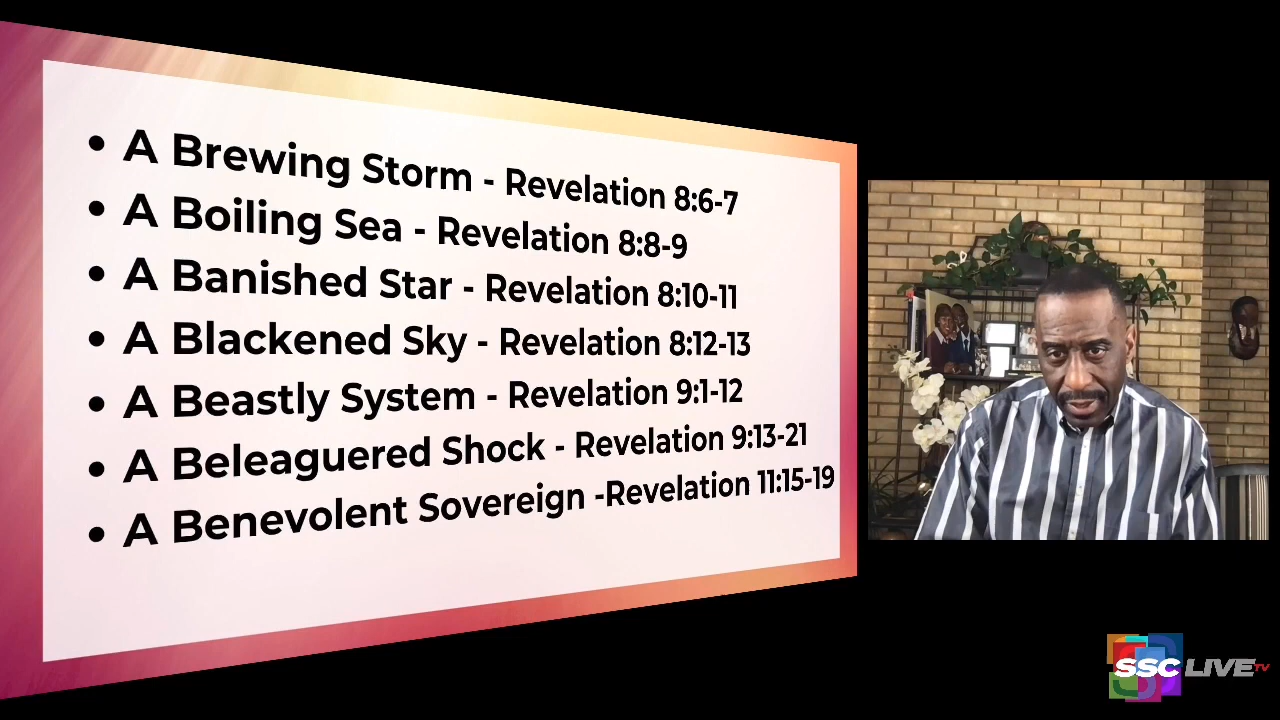 • A Brewing Storm - Revelation 8:6-7
• A Boiling Sea - Revelation 8:8-9
• A Banished Star - Revelation 8:10-11
• A Blackened Sky - Revelation 8:12-13
• A Beastly System - Revelation 9:1-12
• A Beleaguered Shock - Revelation 9:13-21
• A Benevolent Sovereign -Revelation 11:15-19
SSC LIVE TV